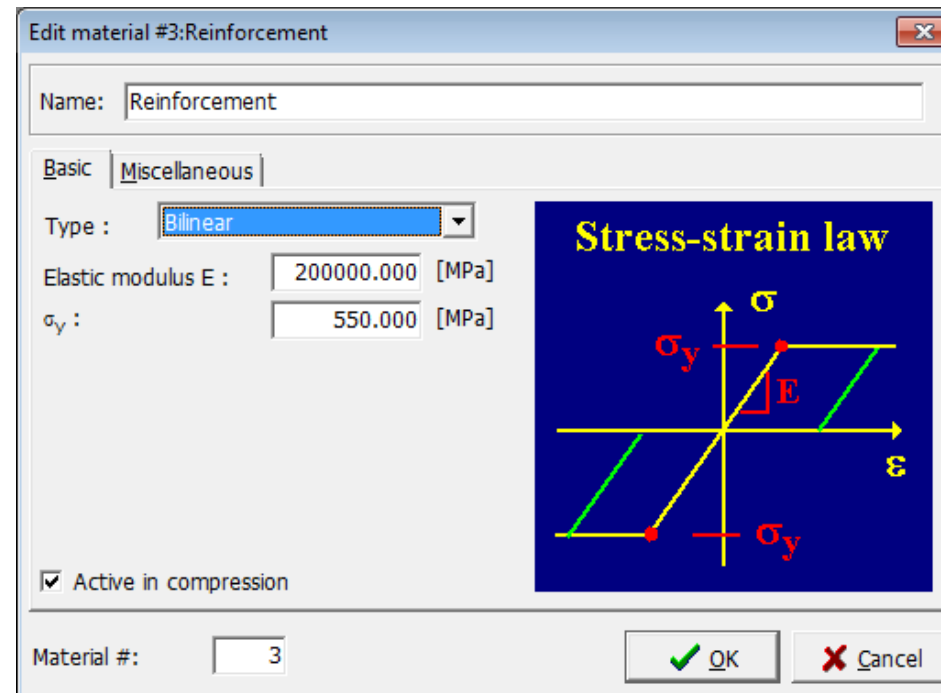 Edit material #3:Reinforcement
Name: Reinforcement
Basic Miscellaneous
Type : Bilinear
Elastic modulus E : 200000.000 [MPa]
σy : 550.000 [MPa]
Stress-strain law
σ
σy
E
ε
σy
Active in compression
Material #: 3
OK Cancel